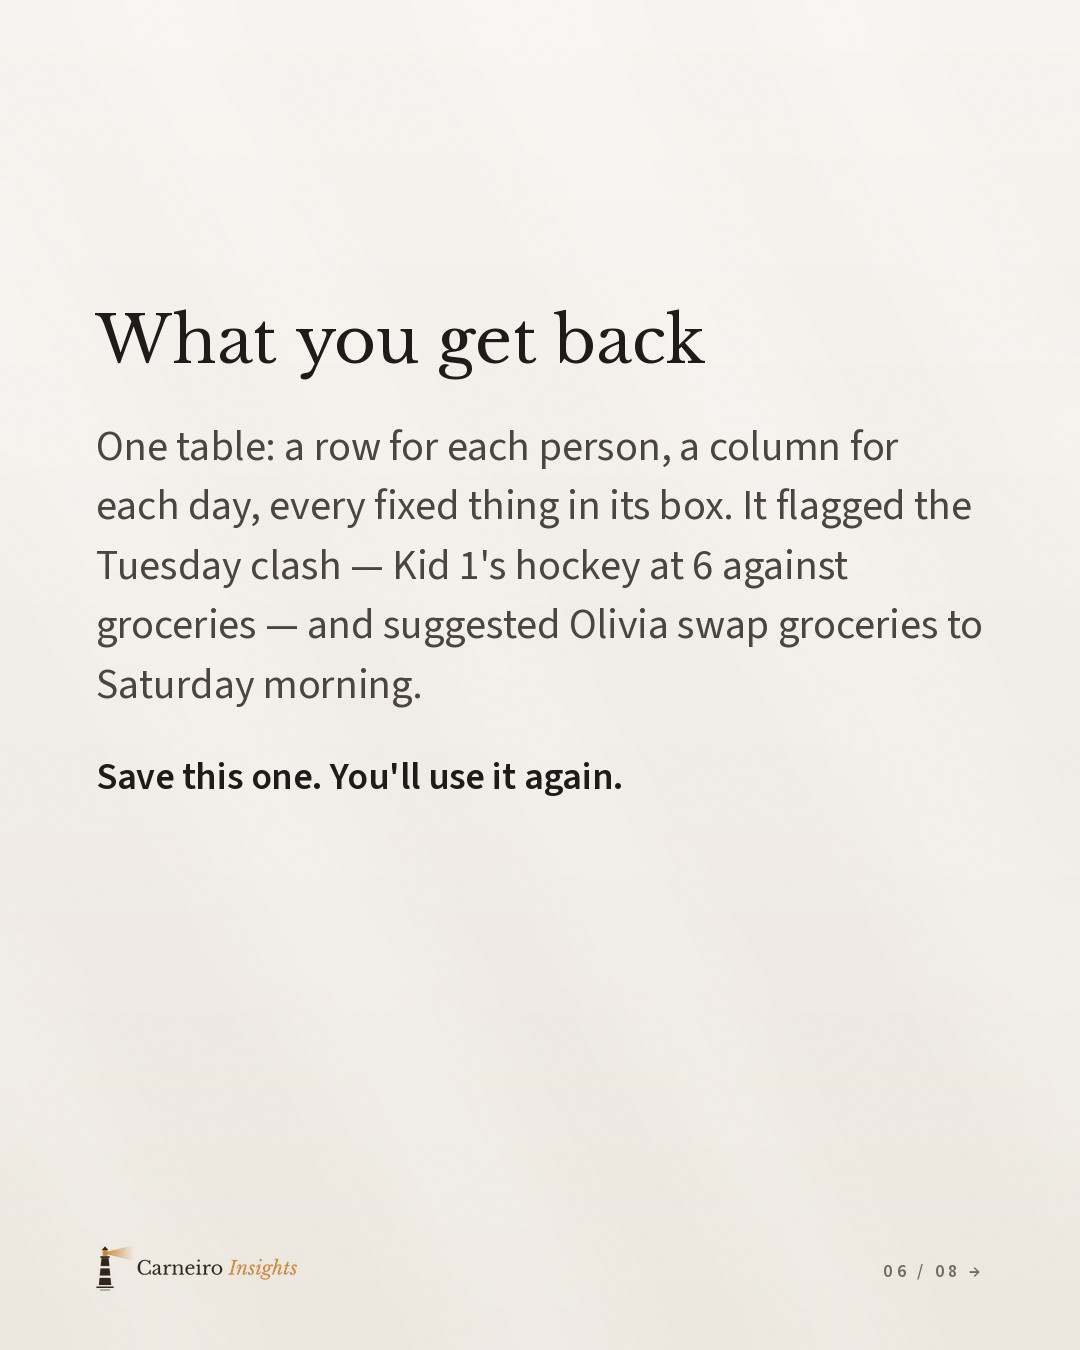 What you get back
One table: a row for each person, a column for
each day, every fixed thing in its box. It flagged the
Tuesday clash — Kid 1's hockey at 6 against
groceries — and suggested Olivia swap groceries to
Saturday morning.
Save this one. You'll use it again.
Carneiro Insights
06 / 08 →